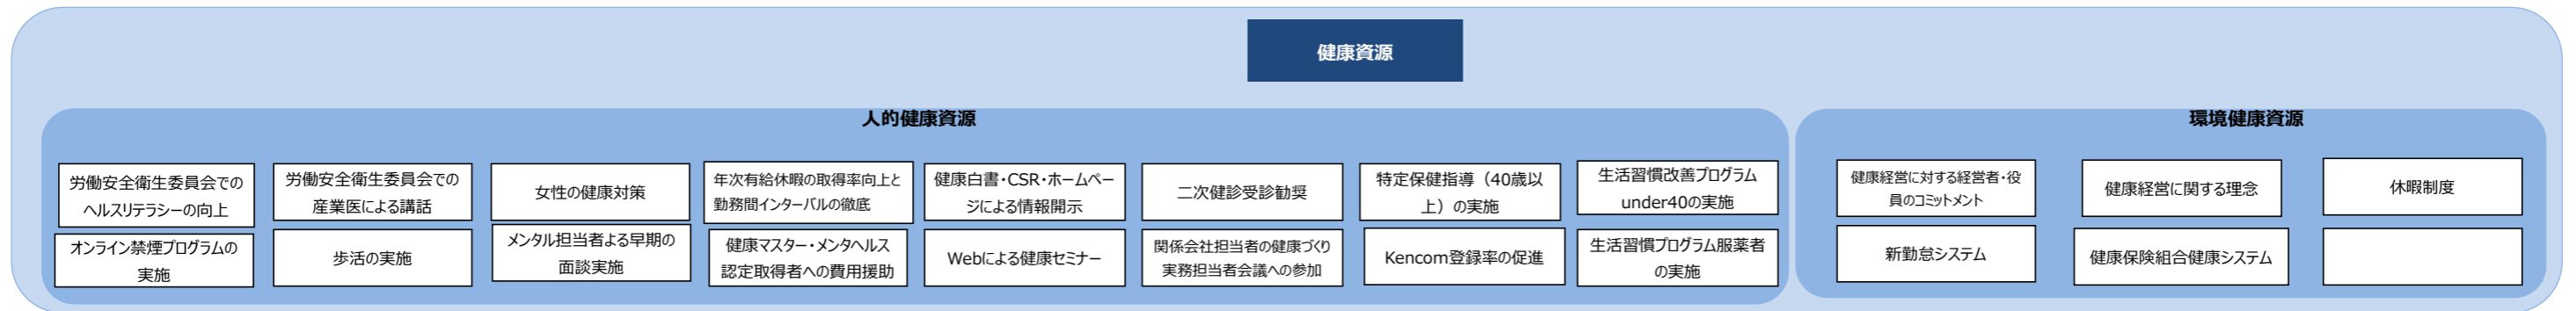 健康資源
人的健康資源
労働安全衛生委員会での
ヘルスリテラシーの向上
労働安全衛生委員会での
産業医による講話
女性の健康対策
年次有給休暇の取得率向上と
勤務間インターバルの徹底
健康白書・CSR・ホームペー
ジによる情報開示
二次健診受診勧奨
特定保健指導（40歳以
上）の実施
生活習慣改善プログラム
under40の実施
オンライン禁煙プログラムの
実施
歩活の実施
メンタル担当者よる早期の
面談実施
健康マスター・メンタヘルス
認定取得者への費用援助
Webによる健康セミナー
関係会社担当者の健康づくり
実務担当者会議への参加
Kencom登録率の促進
生活習慣プログラム服薬者
の実施
環境健康資源
健康経営に対する経営者・役
員のコミットメント
健康経営に関する理念
休暇制度
新勤怠システム
健康保険組合健康システム